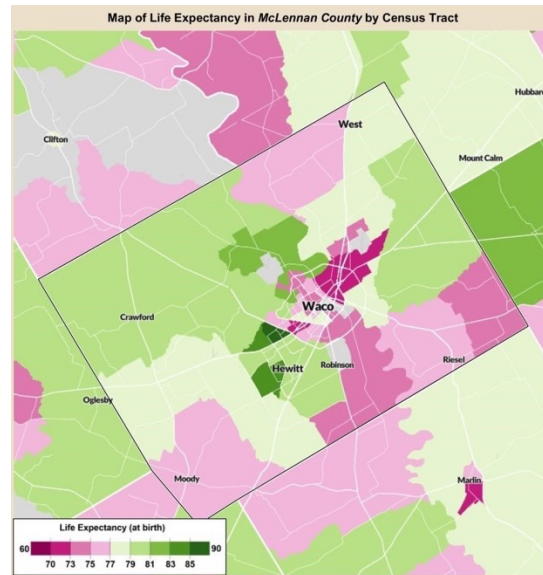 Map of Life Expectancy in McLennan County by Census Tract
Hubbard
West
Clifton
Mount Calm
Waco
Crawford
Riesel
Robinson
Hewitt
Oglesby
Moody
Marlin
Life Expectancy (at birth)
60 90
70 73 75 77 79 81 83 85